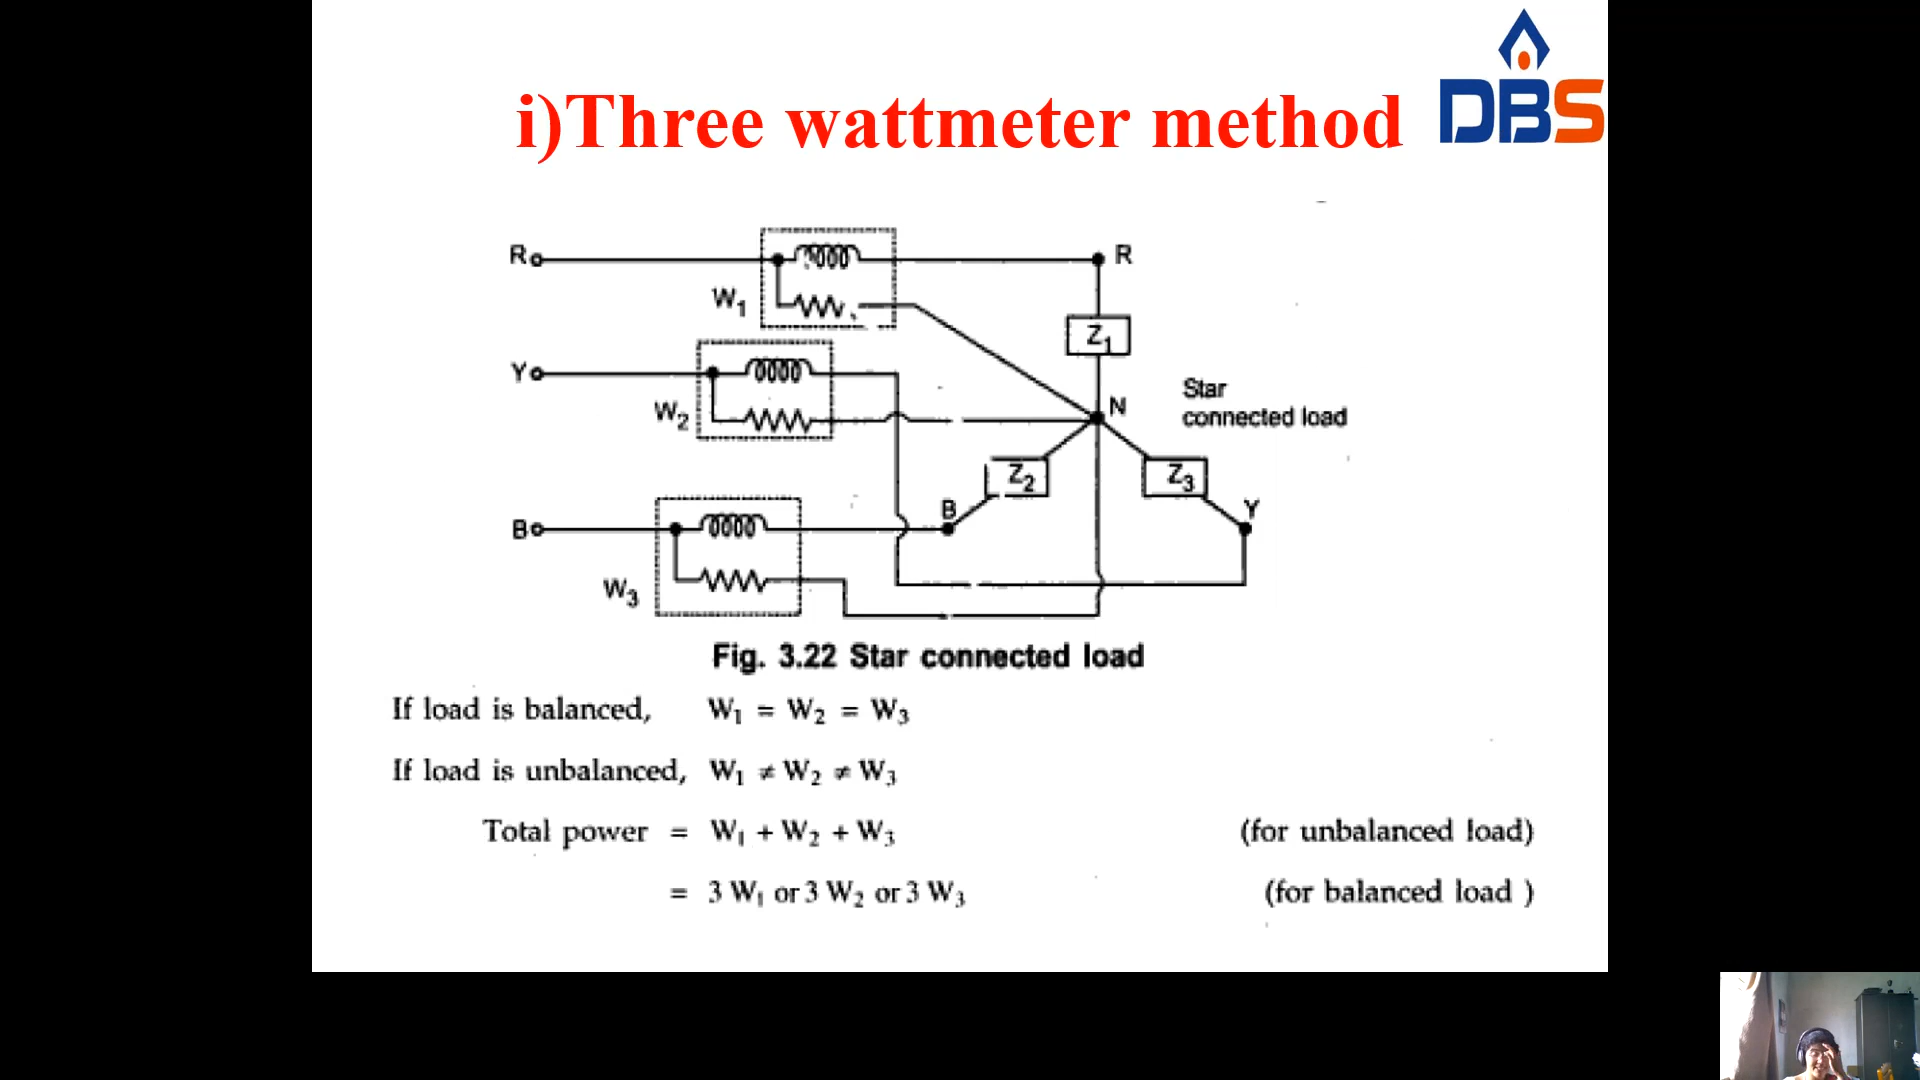 DBS
i)Three wattmeter method
R
R
W1
Z1
Y
W2
N
Star
connected load
Z2
Z3
B
Y
B
W3
Fig. 3.22 Star connected load
If load is balanced, W1 = W2 = W3
If load is unbalanced, W1 ≠ W2 ≠ W3
Total power = W1 + W2 + W3 (for unbalanced load)
= 3 W1 or 3 W2 or 3 W3 (for balanced load )